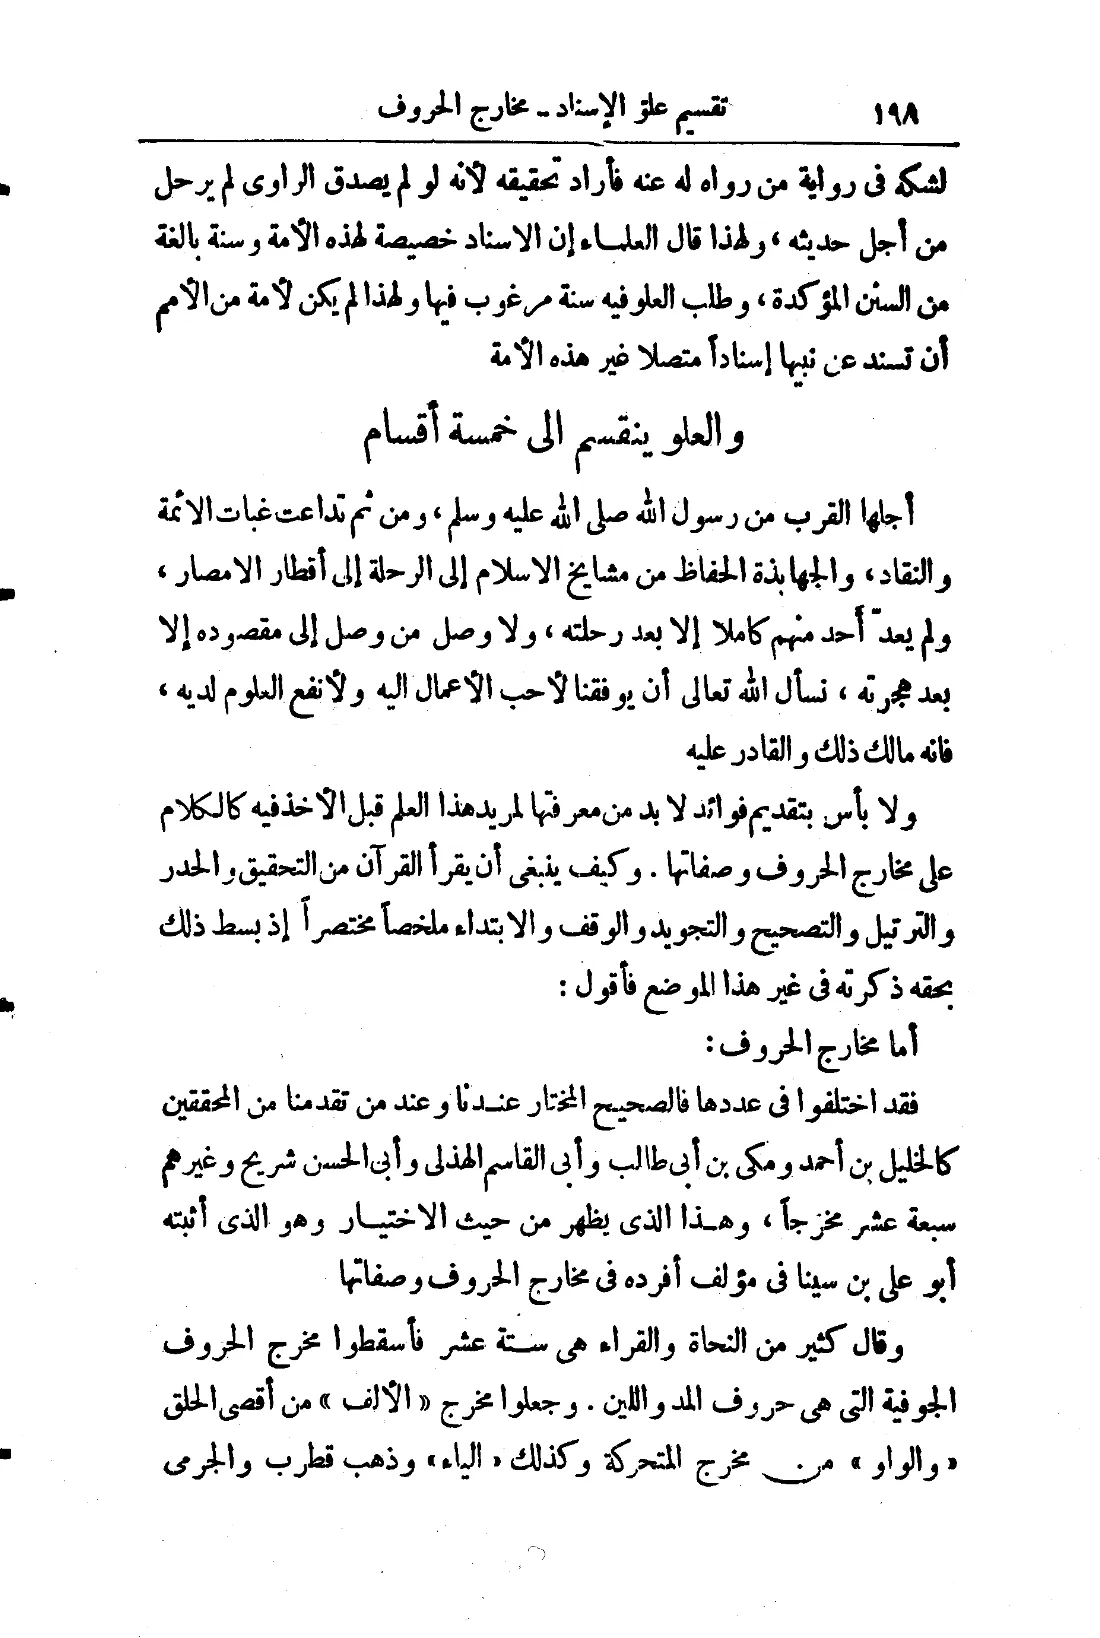 ١٩٨ تقسيم علو الإسناد - مخارج الحروف
لشكه فى رواية من رواه له عنه فأراد تحقيقه لأنه لو لم يصدق الراوى لم يرحل
من أجل حديثه ، ولهذا قال العلماء إن الاسناد خصيصة لهذه الأمة وسنة بالغة
من السنن المؤكدة ، وطلب العلو فيه سنة مرغوب فيها ولهذا لم يكن لأمة من الأمم
أن تسند عن نبيها إسناداً متصلا غير هذه الأمة
والعلو ينقسم الى خمسة أقسام
أجلها القرب من رسول الله صلى الله عليه وسلم ، ومن ثم تداعت غبات الائمة
والنقاد ، والجهابذة الحفاظ من مشايخ الاسلام إلى الرحلة إلى أقطار الامصار ،
ولم يعدّ أحد منهم كاملا إلا بعد رحلته ، ولا وصل من وصل إلى مقصوده إلا
بعد هجرته ، نسأل الله تعالى أن يوفقنا لأحب الأعمال اليه ولأنفع العلوم لديه ،
فانه مالك ذلك والقادر عليه
ولا بأس بتقديم فوائد لا بد من معرفتها لمريد هذا العلم قبل الأخذ فيه كالكلام
على مخارج الحروف وصفاتها . وكيف ينبغى أن يقرأ القرآن من التحقيق والحدر
والترتيل والتصحيح والتجويد والوقف والابتداء ملخصاً مختصراً إذ بسط ذلك
بحقه ذكرته فى غير هذا الموضع فأقول :
أما مخارج الحروف :
فقد اختلفوا فى عددها فالصحيح المختار عندنا وعند من تقدمنا من المحققين
كالخليل بن أحمد ومكى بن أبى طالب وأبى القاسم الهذلى وأبى الحسن شريح وغيرهم
سبعة عشر مخرجاً ، وهذا الذى يظهر من حيث الاختيار وهو الذى أثبته
أبو على بن سينا فى مؤلف أفرده فى مخارج الحروف وصفاتها
وقال كثير من النحاة والقراء هى ستة عشر فأسقطوا مخرج الحروف
الجوفية التى هى حروف المد واللين . وجعلوا مخرج « الألف » من أقصى الحلق
« والواو » من مخرج المتحركة وكذلك « الياء » وذهب قطرب والجرمى